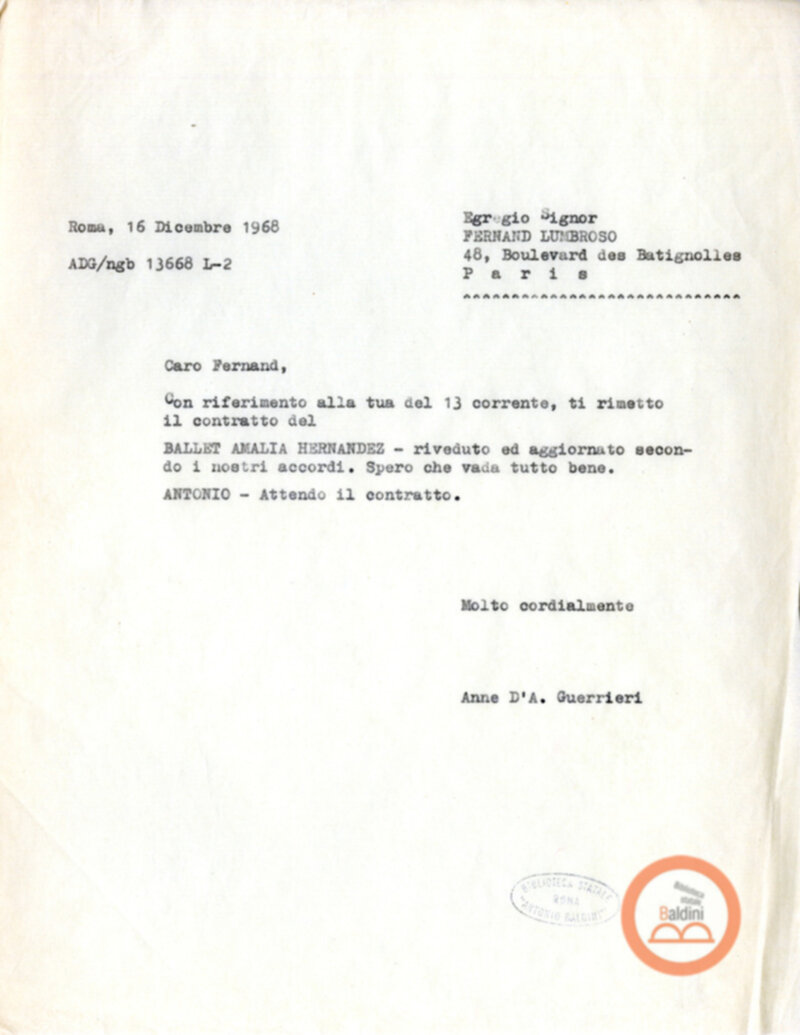 Roma, 16 Dicembre 1968
ADG/ngb 13668 L-2
Egregio Signor
FERNAND LUMBROSO
48, Boulevard des Batignolles
P a r i s
^^^^^^^^^^^^^^^^^^^^^^^^^^^^^
Caro Fernand,
Con riferimento alla tua del 13 corrente, ti rimetto
il contratto del
BALLET AMALIA HERNANDEZ - riveduto ed aggiornato secon-
do i nostri accordi. Spero che vada tutto bene.
ANTONIO - Attendo il contratto.
Molto cordialmente
Anne D'A. Guerrieri
BIBLIOTECA STATALE
ROMA
"ANTONIO BALDINI"
Biblioteca
statale
Baldini